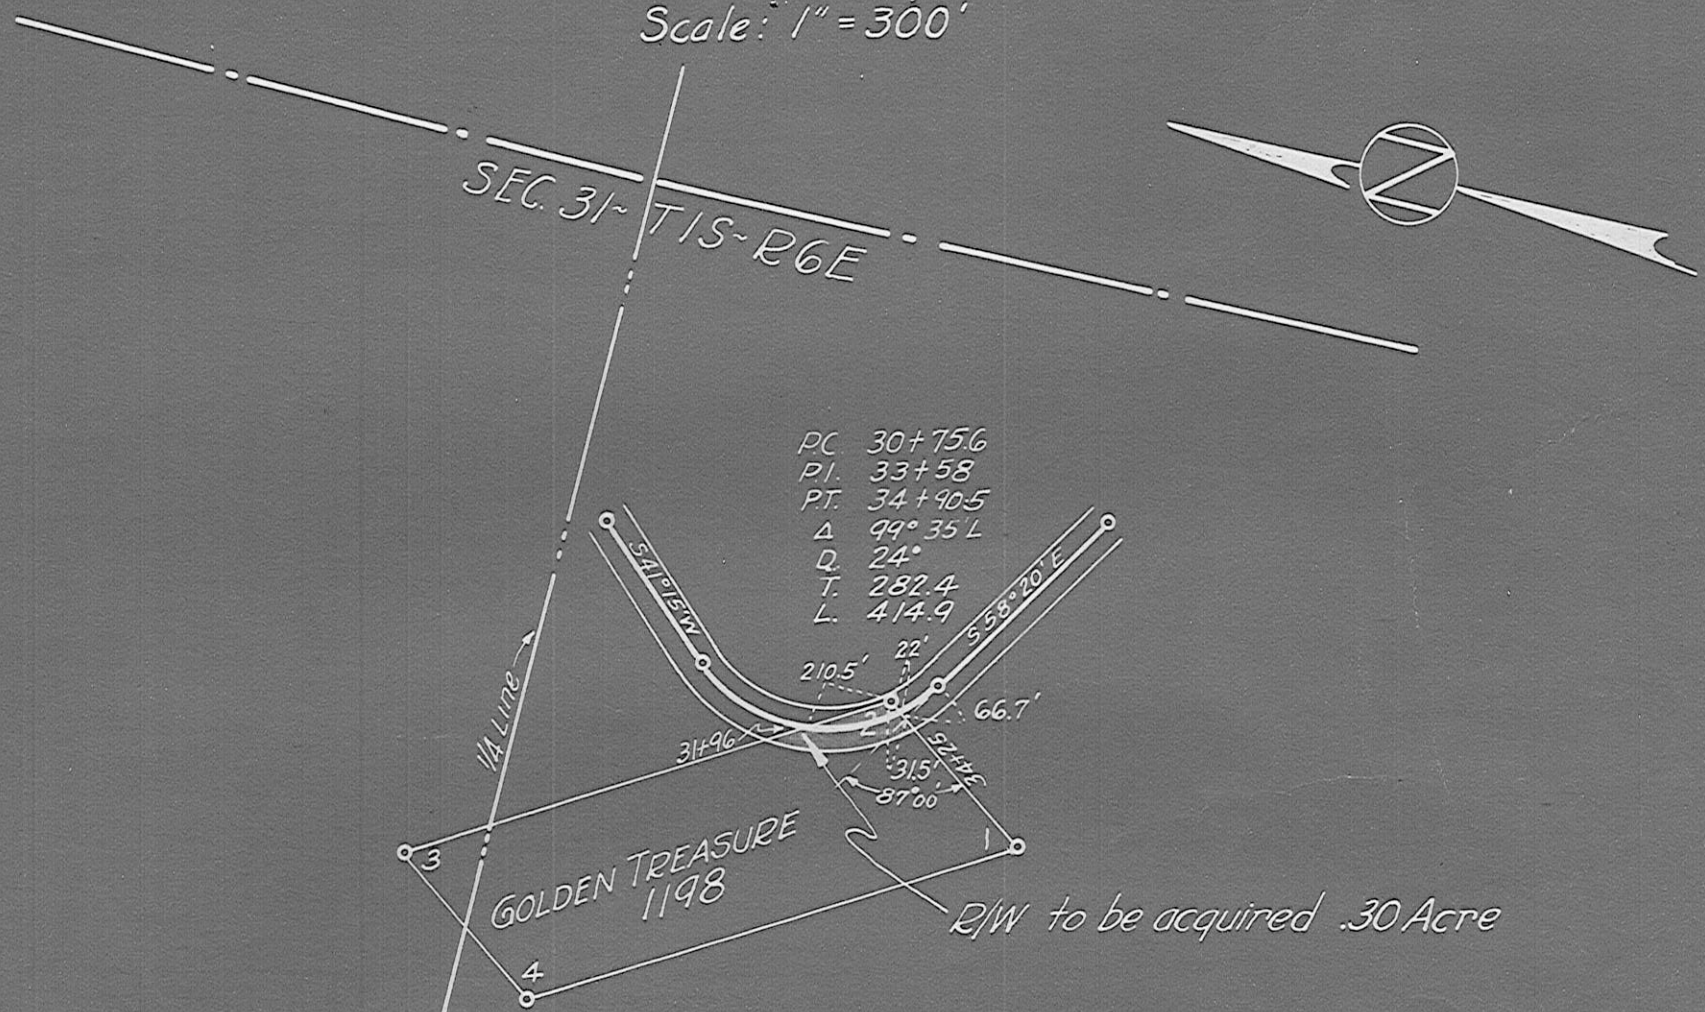 Scale: 1" = 300'
N
SEC. 31~ T1S~R6E
P.C. 30+75.6
P.I. 33+58
P.T. 34+90.5
Δ 99°35'L
D. 24°
T. 282.4
L. 414.9
S41°15'W
S58°20'E
22'
210.5'
66.7'
2
31+96
34+25
31.5'
87°00'
1/4 Line
3
1
GOLDEN TREASURE
1198
R/W to be acquired .30 Acre
4